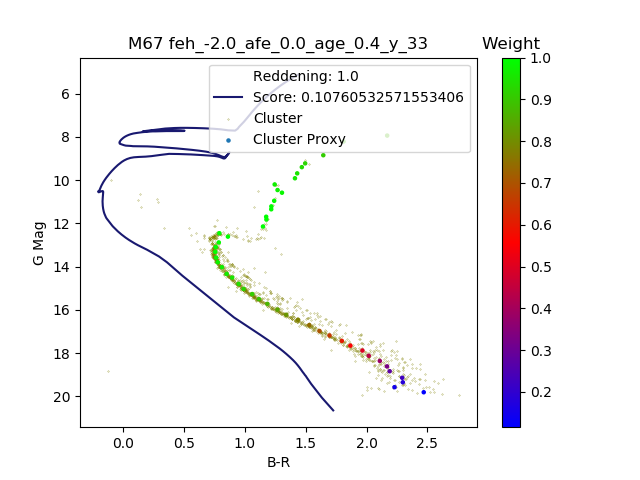 M67 feh_-2.0_afe_0.0_age_0.4_y_33
Weight
Reddening: 1.0
Score: 0.10760532571553406
Cluster
Cluster Proxy
G Mag
6
8
10
12
14
16
18
20
0.0 0.5 1.0 1.5 2.0 2.5
B-R
1.0
0.9
0.8
0.7
0.6
0.5
0.4
0.3
0.2